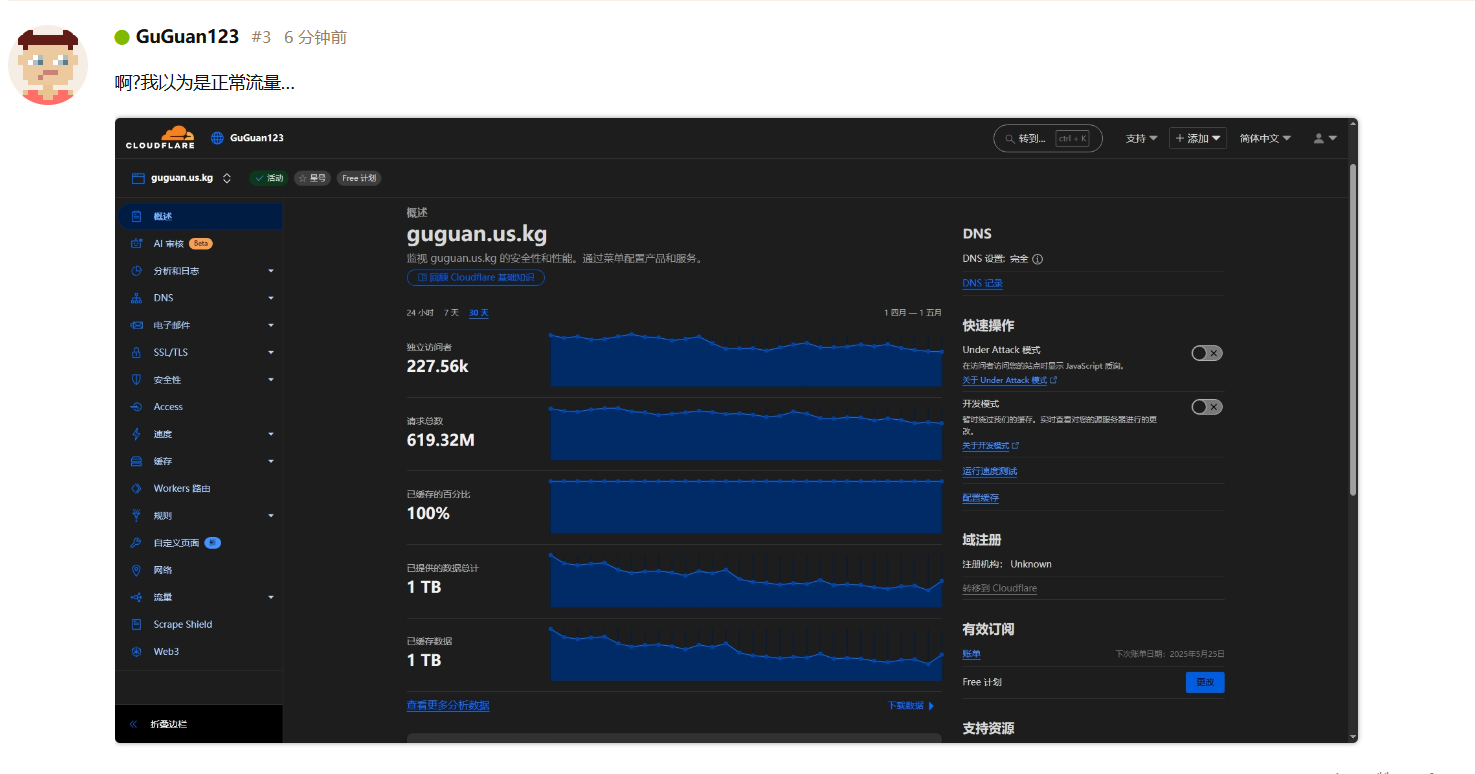 GuGuan123 #3 6 分钟前
啊?我以为是正常流量...
CLOUDFLARE
GuGuan123
转到... ctrl + K
支持
+ 添加
简体中文
guguan.us.kg
活动
星号
Free 计划
概述
AI 审核 Beta
分析和日志
DNS
电子邮件
SSL/TLS
安全性
Access
速度
缓存
Workers 路由
规则
自定义页面 新
网络
流量
Scrape Shield
Web3
折叠边栏
概述
guguan.us.kg
监视 guguan.us.kg 的安全性和性能。通过菜单配置产品和服务。
回顾 Cloudflare 基础知识
24 小时 7 天 30 天
1 四月 — 1 五月
独立访问者
227.56k
请求总数
619.32M
已缓存的百分比
100%
已提供的数据总计
1 TB
已缓存数据
1 TB
查看更多分析数据
下载数据
DNS
DNS 设置: 完全
DNS 记录
快速操作
Under Attack 模式
在访问者访问您的站点时显示 JavaScript 质询。
关于 Under Attack 模式
开发模式
暂时绕过我们的缓存。实时查看对您的源服务器进行的更
改。
关于开发模式
运行速度测试
配置缓存
域注册
注册机构： Unknown
转移到 Cloudflare
有效订阅
账单
下次账单日期：2025年5月25日
Free 计划
更改
支持资源